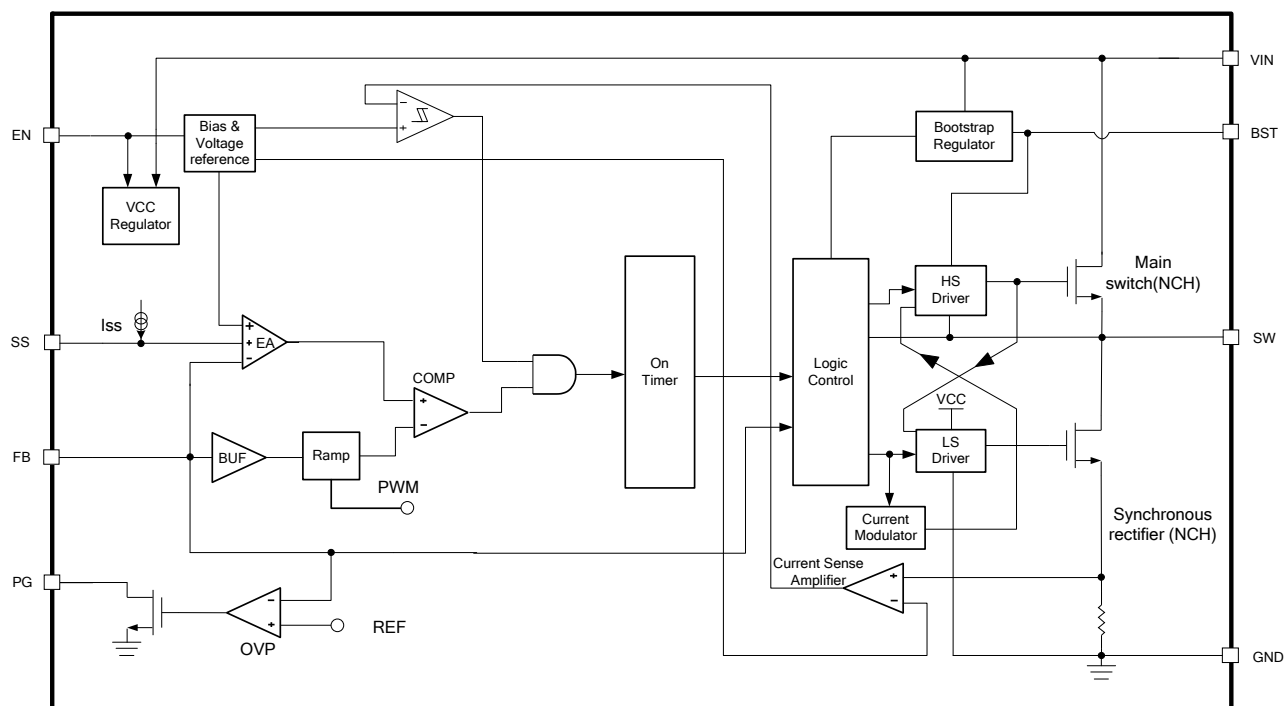 VIN
EN
Bias &
Voltage
reference
Bootstrap
Regulator
BST
VCC
Regulator
Main
switch(NCH)
HS
Driver
Iss
SS
EA
On
Timer
Logic
Control
SW
COMP
VCC
LS
Driver
FB
BUF
Ramp
PWM
Current
Modulator
Synchronous
rectifier (NCH)
Current Sense
Amplifier
PG
REF
OVP
GND